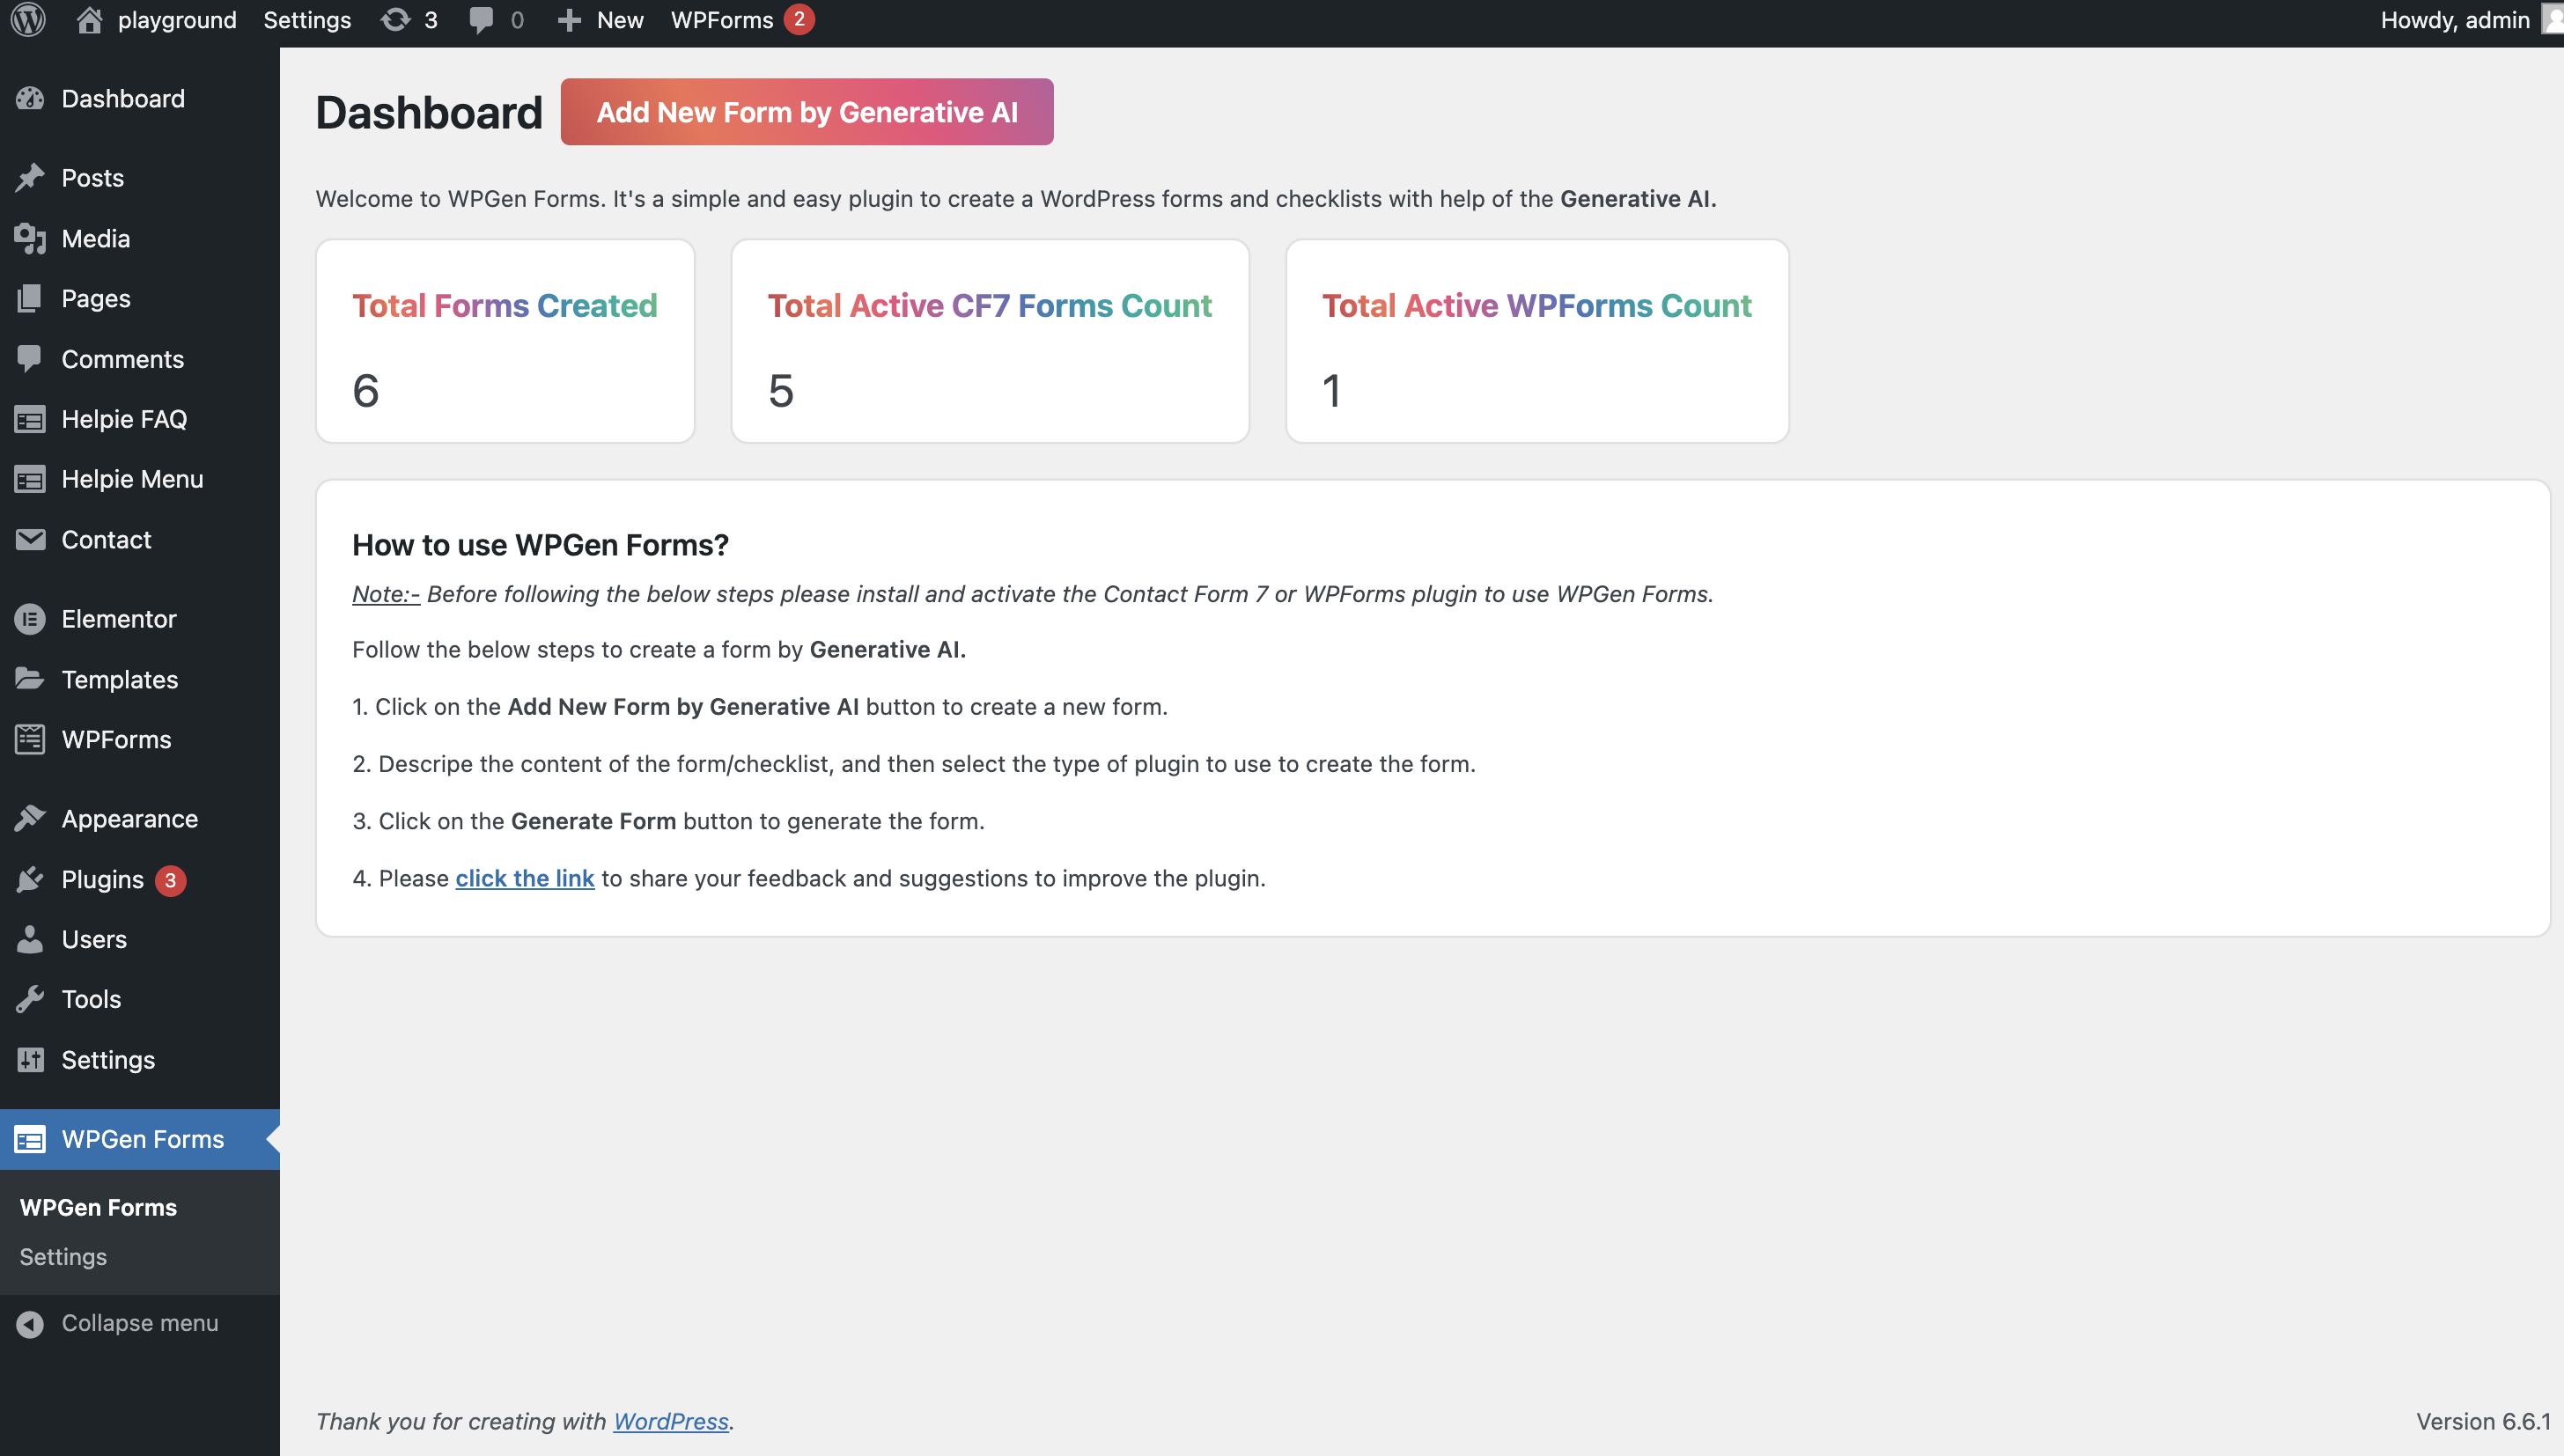 playground Settings 3 0 New WPForms 2 Howdy, admin
Dashboard
Posts
Media
Pages
Comments
Helpie FAQ
Helpie Menu
Contact
Elementor
Templates
WPForms
Appearance
Plugins 3
Users
Tools
Settings
WPGen Forms
WPGen Forms
Settings
Collapse menu
Dashboard Add New Form by Generative AI
Welcome to WPGen Forms. It's a simple and easy plugin to create a WordPress forms and checklists with help of the Generative AI.
Total Forms Created
6
Total Active CF7 Forms Count
5
Total Active WPForms Count
1
How to use WPGen Forms?
Note:- Before following the below steps please install and activate the Contact Form 7 or WPForms plugin to use WPGen Forms.
Follow the below steps to create a form by Generative AI.
1. Click on the Add New Form by Generative AI button to create a new form.
2. Descripe the content of the form/checklist, and then select the type of plugin to use to create the form.
3. Click on the Generate Form button to generate the form.
4. Please click the link to share your feedback and suggestions to improve the plugin.
Thank you for creating with WordPress.
Version 6.6.1